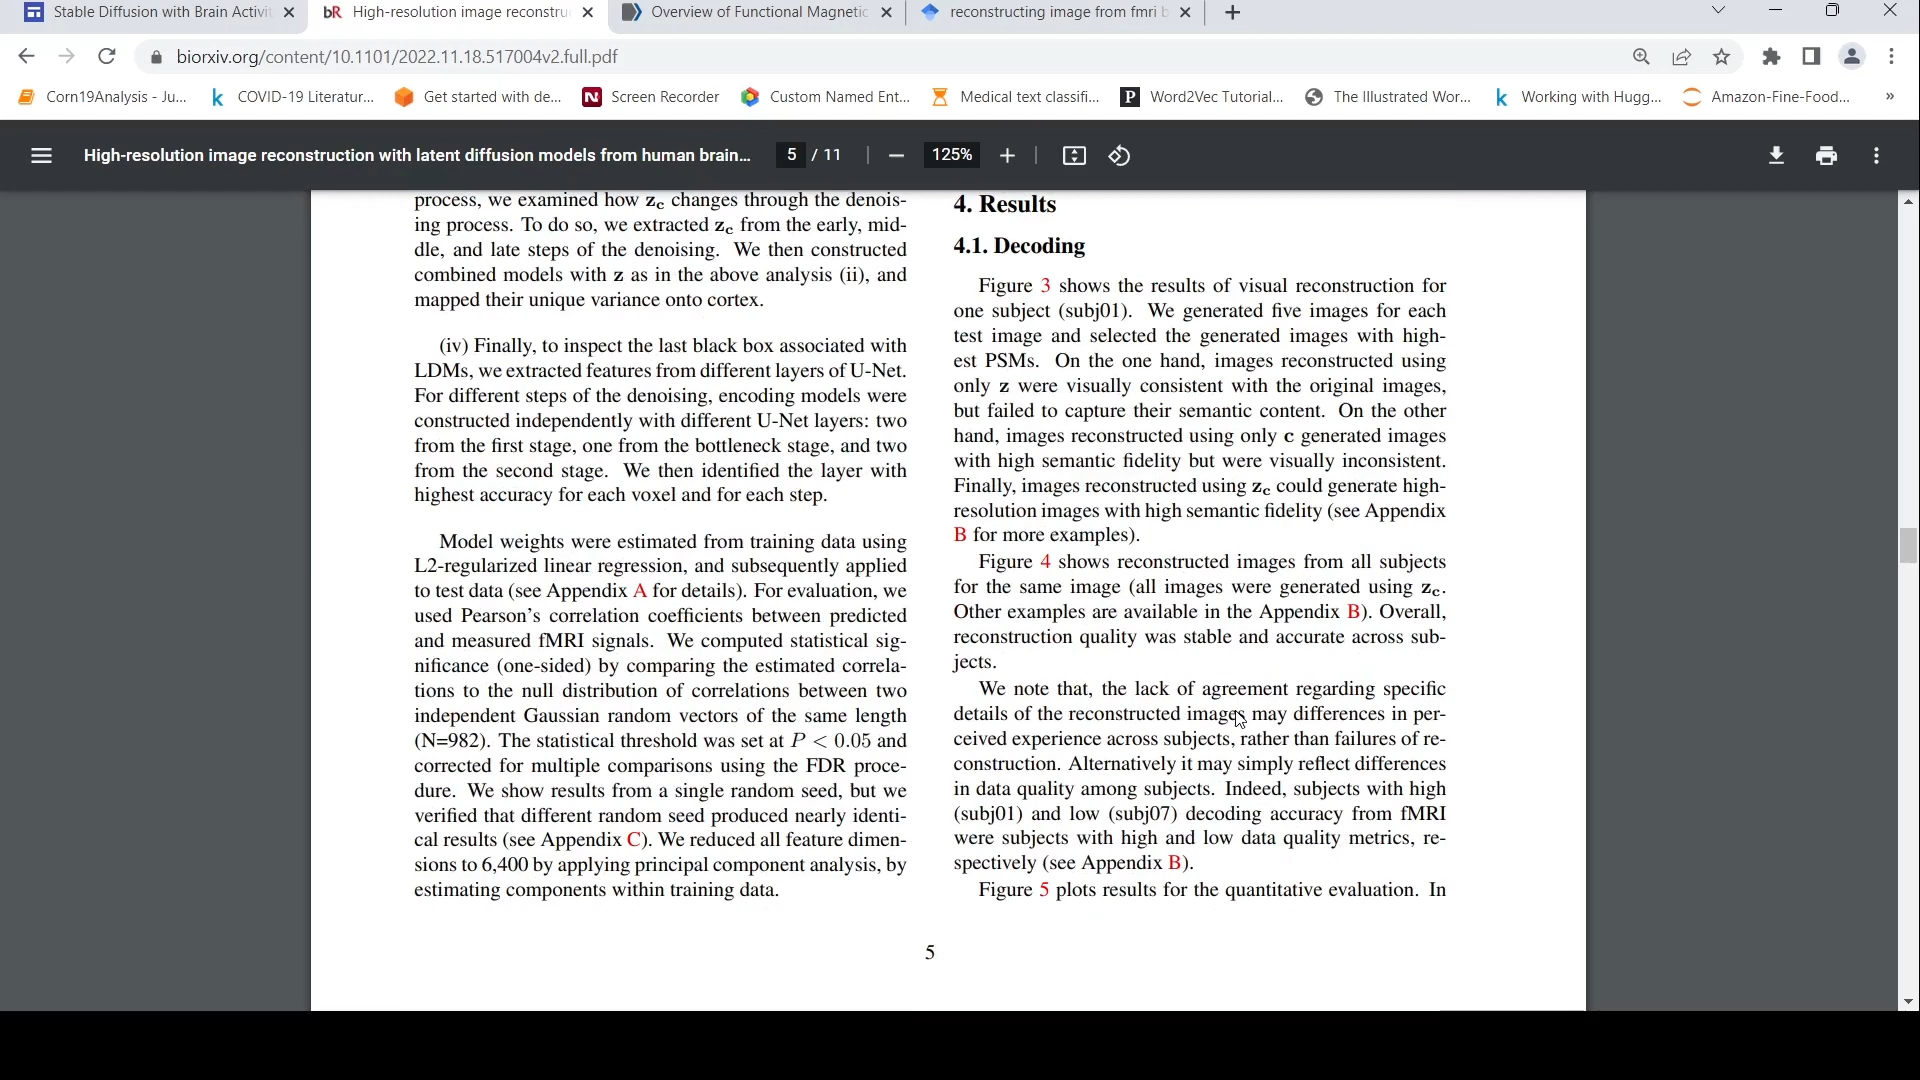 Stable Diffusion with Brain Activi
High-resolution image reconstru
Overview of Functional Magnetic
reconstructing image from fmri b
biorxiv.org/content/10.1101/2022.11.18.517004v2.full.pdf
Corn19Analysis - Ju...
COVID-19 Literatur...
Get started with de...
Screen Recorder
Custom Named Ent...
Medical text classifi...
Word2Vec Tutorial...
The Illustrated Wor...
Working with Hugg...
Amazon-Fine-Food...
»
High-resolution image reconstruction with latent diffusion models from human brain...
5 / 11
125%
process, we examined how zc changes through the denois-
ing process. To do so, we extracted zc from the early, mid-
dle, and late steps of the denoising. We then constructed
combined models with z as in the above analysis (ii), and
mapped their unique variance onto cortex.
(iv) Finally, to inspect the last black box associated with
LDMs, we extracted features from different layers of U-Net.
For different steps of the denoising, encoding models were
constructed independently with different U-Net layers: two
from the first stage, one from the bottleneck stage, and two
from the second stage. We then identified the layer with
highest accuracy for each voxel and for each step.
Model weights were estimated from training data using
L2-regularized linear regression, and subsequently applied
to test data (see Appendix A for details). For evaluation, we
used Pearson's correlation coefficients between predicted
and measured fMRI signals. We computed statistical sig-
nificance (one-sided) by comparing the estimated correla-
tions to the null distribution of correlations between two
independent Gaussian random vectors of the same length
(N=982). The statistical threshold was set at P < 0.05 and
corrected for multiple comparisons using the FDR proce-
dure. We show results from a single random seed, but we
verified that different random seed produced nearly identi-
cal results (see Appendix C). We reduced all feature dimen-
sions to 6,400 by applying principal component analysis, by
estimating components within training data.
4. Results
4.1. Decoding
Figure 3 shows the results of visual reconstruction for
one subject (subj01). We generated five images for each
test image and selected the generated images with high-
est PSMs. On the one hand, images reconstructed using
only z were visually consistent with the original images,
but failed to capture their semantic content. On the other
hand, images reconstructed using only c generated images
with high semantic fidelity but were visually inconsistent.
Finally, images reconstructed using zc could generate high-
resolution images with high semantic fidelity (see Appendix
B for more examples).
Figure 4 shows reconstructed images from all subjects
for the same image (all images were generated using zc.
Other examples are available in the Appendix B). Overall,
reconstruction quality was stable and accurate across sub-
jects.
We note that, the lack of agreement regarding specific
details of the reconstructed images may differences in per-
ceived experience across subjects, rather than failures of re-
construction. Alternatively it may simply reflect differences
in data quality among subjects. Indeed, subjects with high
(subj01) and low (subj07) decoding accuracy from fMRI
were subjects with high and low data quality metrics, re-
spectively (see Appendix B).
Figure 5 plots results for the quantitative evaluation. In
5